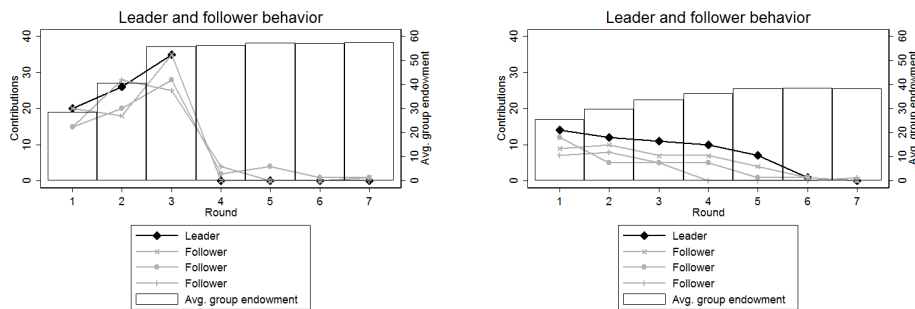 Leader and follower behavior
40
30
20
10
0
Contributions
60
50
40
30
20
10
0
Avg. group endowment
1 2 3 4 5 6 7
Round
Leader
Follower
Follower
Follower
Avg. group endowment
Leader and follower behavior
40
30
20
10
0
Contributions
60
50
40
30
20
10
0
Avg. group endowment
1 2 3 4 5 6 7
Round
Leader
Follower
Follower
Follower
Avg. group endowment